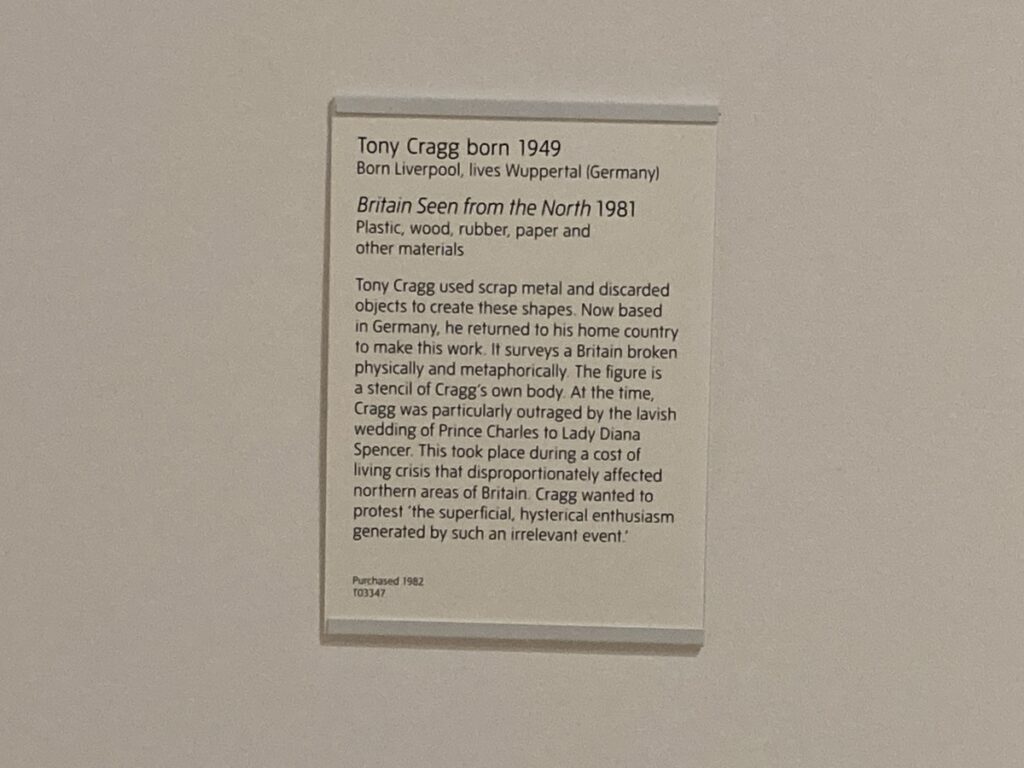 Tony Cragg born 1949
Born Liverpool, lives Wuppertal (Germany)
Britain Seen from the North 1981
Plastic, wood, rubber, paper and
other materials
Tony Cragg used scrap metal and discarded
objects to create these shapes. Now based
in Germany, he returned to his home country
to make this work. It surveys a Britain broken
physically and metaphorically. The figure is
a stencil of Cragg's own body. At the time,
Cragg was particularly outraged by the lavish
wedding of Prince Charles to Lady Diana
Spencer. This took place during a cost of
living crisis that disproportionately affected
northern areas of Britain. Cragg wanted to
protest ‘the superficial, hysterical enthusiasm
generated by such an irrelevant event.’
Purchased 1982
T03347